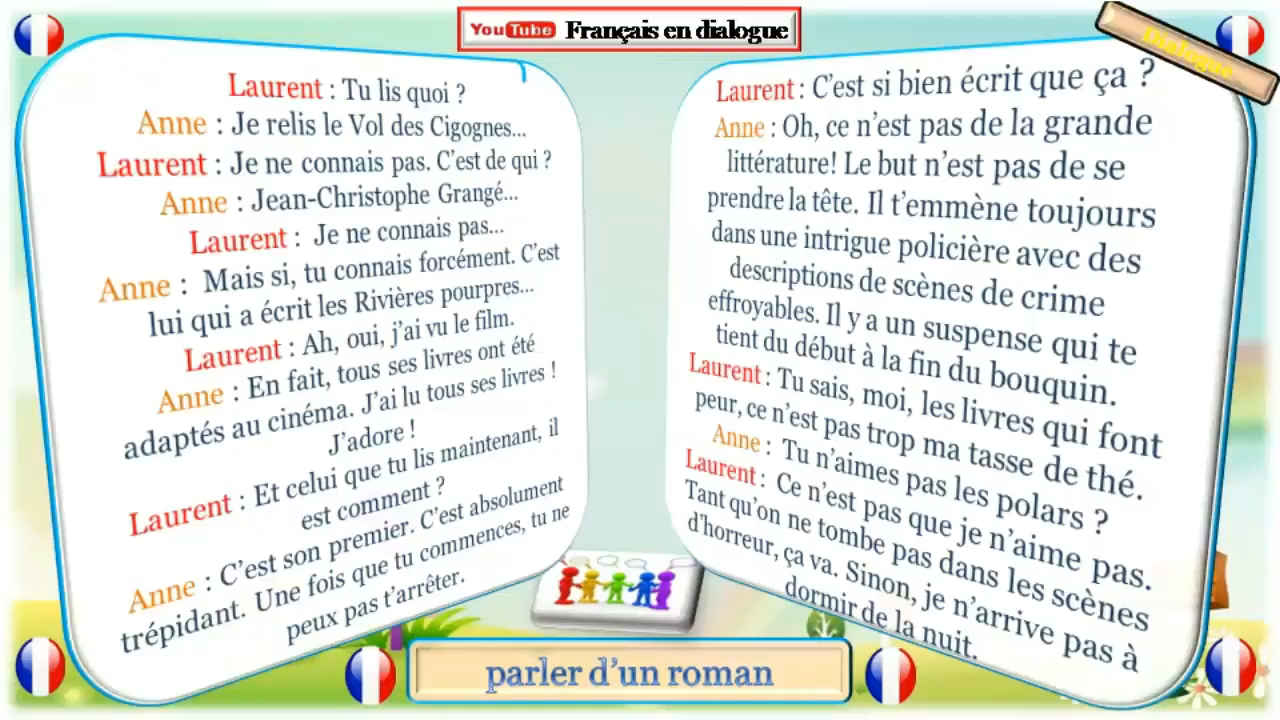 YouTube Français en dialogue
Dialogue
Laurent : Tu lis quoi ?
Anne : Je relis le Vol des Cigognes...
Laurent : Je ne connais pas. C'est de qui ?
Anne : Jean-Christophe Grangé...
Laurent : Je ne connais pas...
Anne : Mais si, tu connais forcément. C'est
lui qui a écrit les Rivières pourpres...
Laurent : Ah, oui, j'ai vu le film.
Anne : En fait, tous ses livres ont été
adaptés au cinéma. J'ai lu tous ses livres !
J'adore !
Laurent : Et celui que tu lis maintenant, il
est comment ?
Anne : C'est son premier. C'est absolument
trépidant. Une fois que tu commences, tu ne
peux pas t'arrêter.
Laurent : C'est si bien écrit que ça ?
Anne : Oh, ce n'est pas de la grande
littérature! Le but n'est pas de se
prendre la tête. Il t'emmène toujours
dans une intrigue policière avec des
descriptions de scènes de crime
effroyables. Il y a un suspense qui te
tient du début à la fin du bouquin.
Laurent : Tu sais, moi, les livres qui font
peur, ce n'est pas trop ma tasse de thé.
Anne : Tu n'aimes pas les polars ?
Laurent : Ce n'est pas que je n'aime pas.
Tant qu'on ne tombe pas dans les scènes
d'horreur, ça va. Sinon, je n'arrive pas à
dormir de la nuit.
parler d'un roman